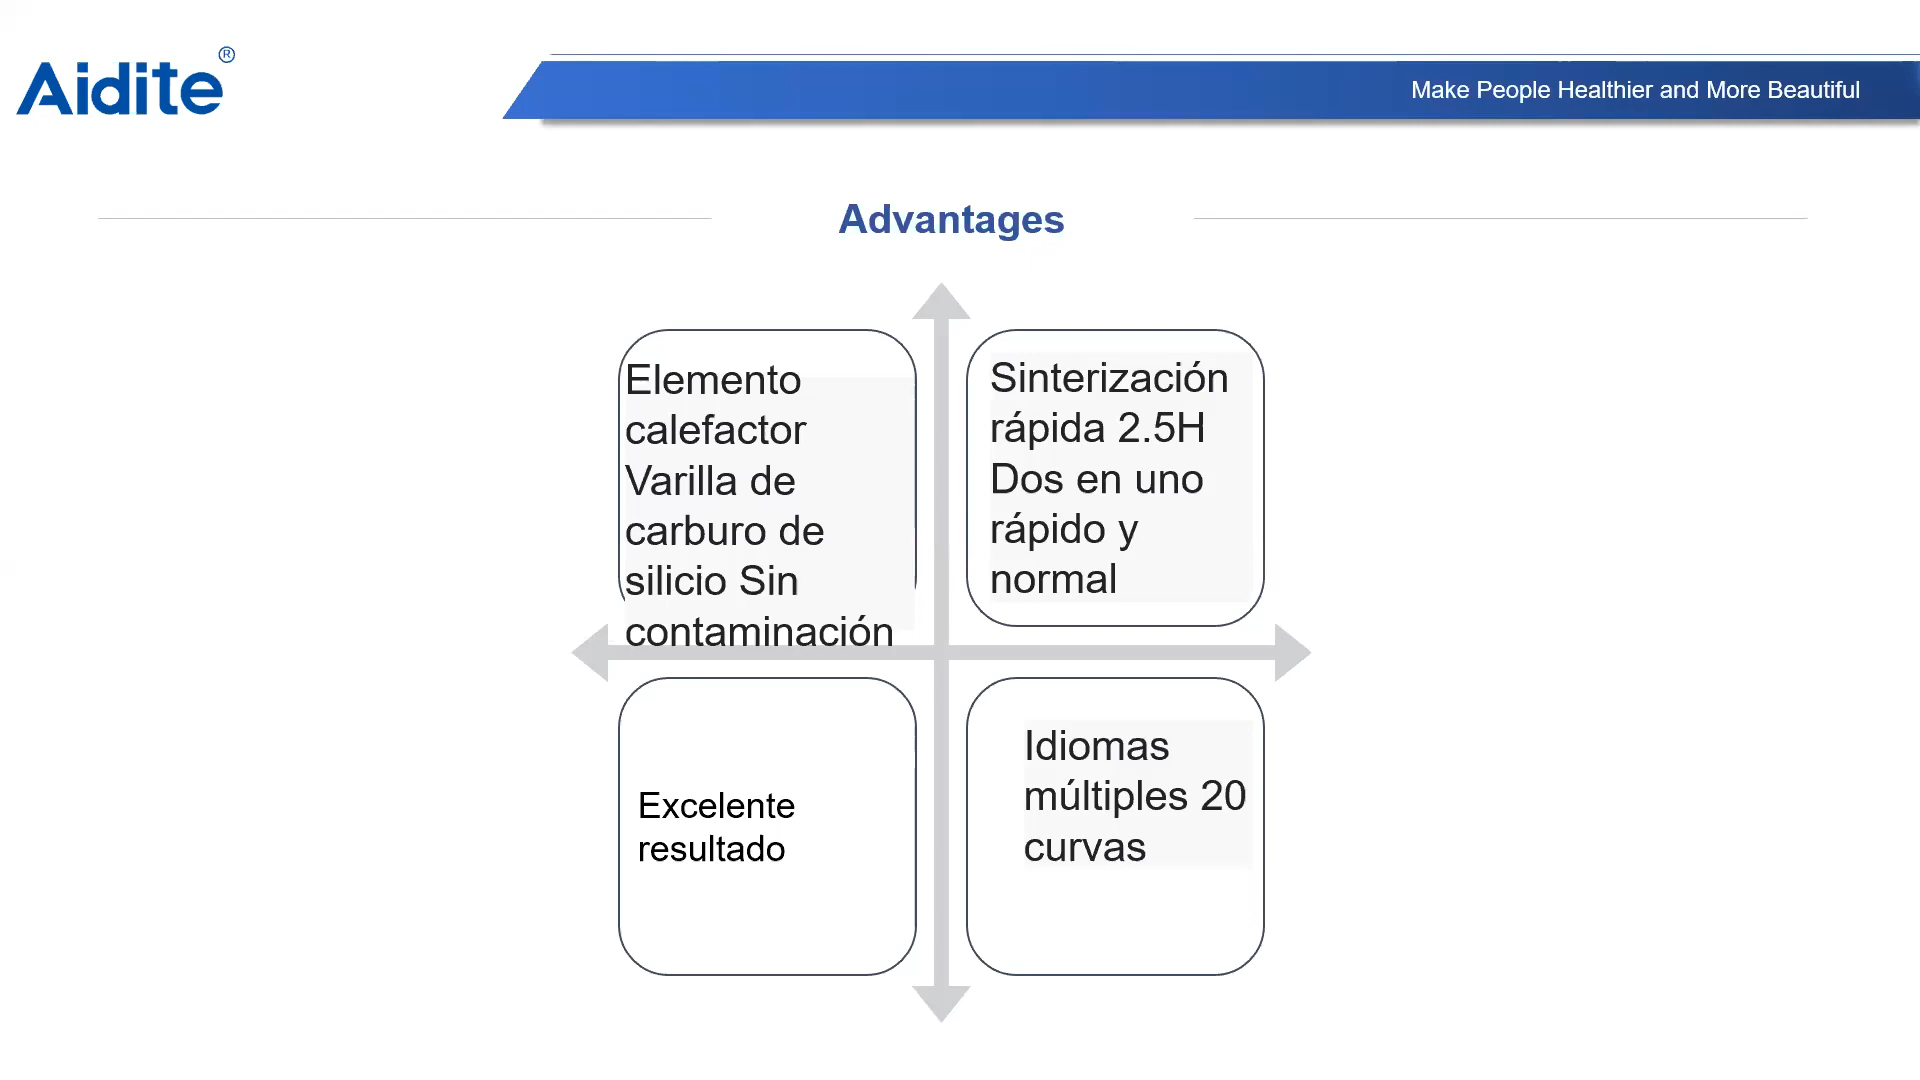 Aidite®
Make People Healthier and More Beautiful
Advantages
Elemento
calefactor
Varilla de
carburo de
silicio Sin
contaminación
Sinterización
rápida 2.5H
Dos en uno
rápido y
normal
Excelente
resultado
Idiomas
múltiples 20
curvas